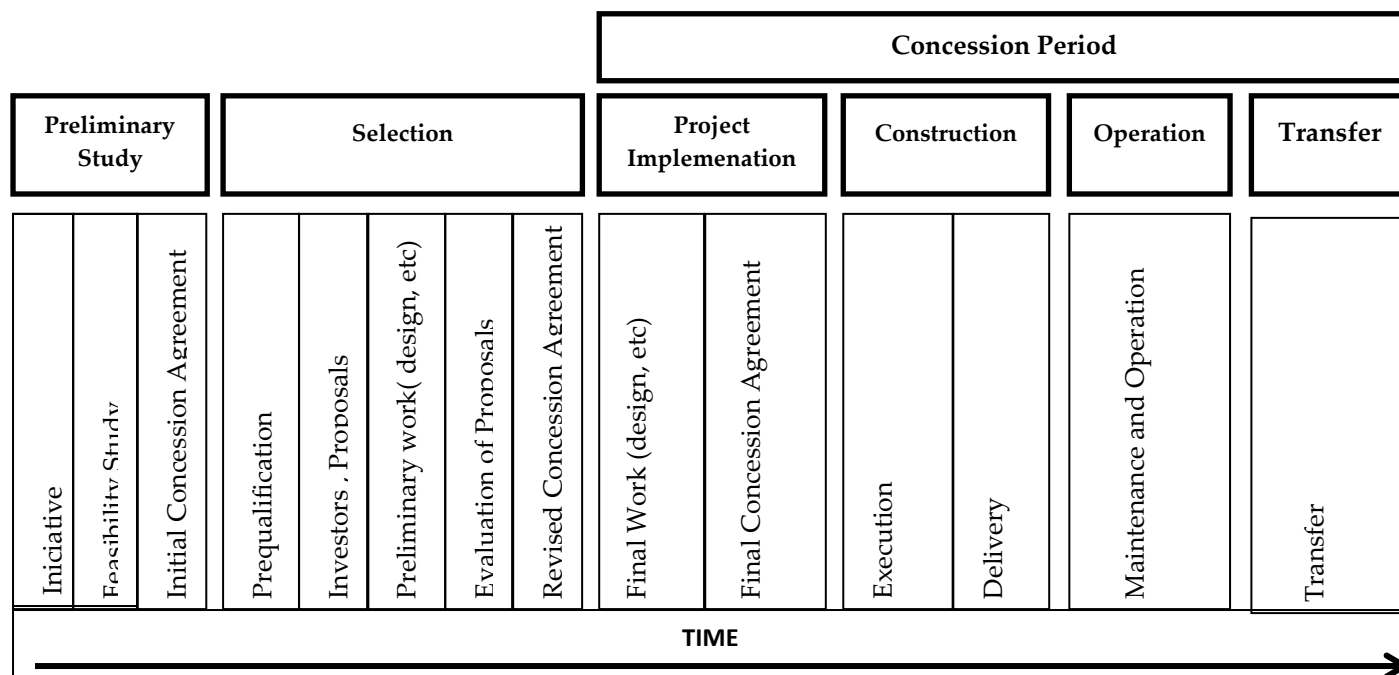 Concession Period
Preliminary
Study
Selection
Project
Implemenation
Construction
Operation
Transfer
Iniciative
Feasibility Study
Initial Concession Agreement
Prequalification
Investors , Proposals
Preliminary work( design, etc)
Evaluation of Proposals
Revised Concession Agreement
Final Work (design, etc)
Final Concession Agreement
Execution
Delivery
Maintenance and Operation
Transfer
TIME